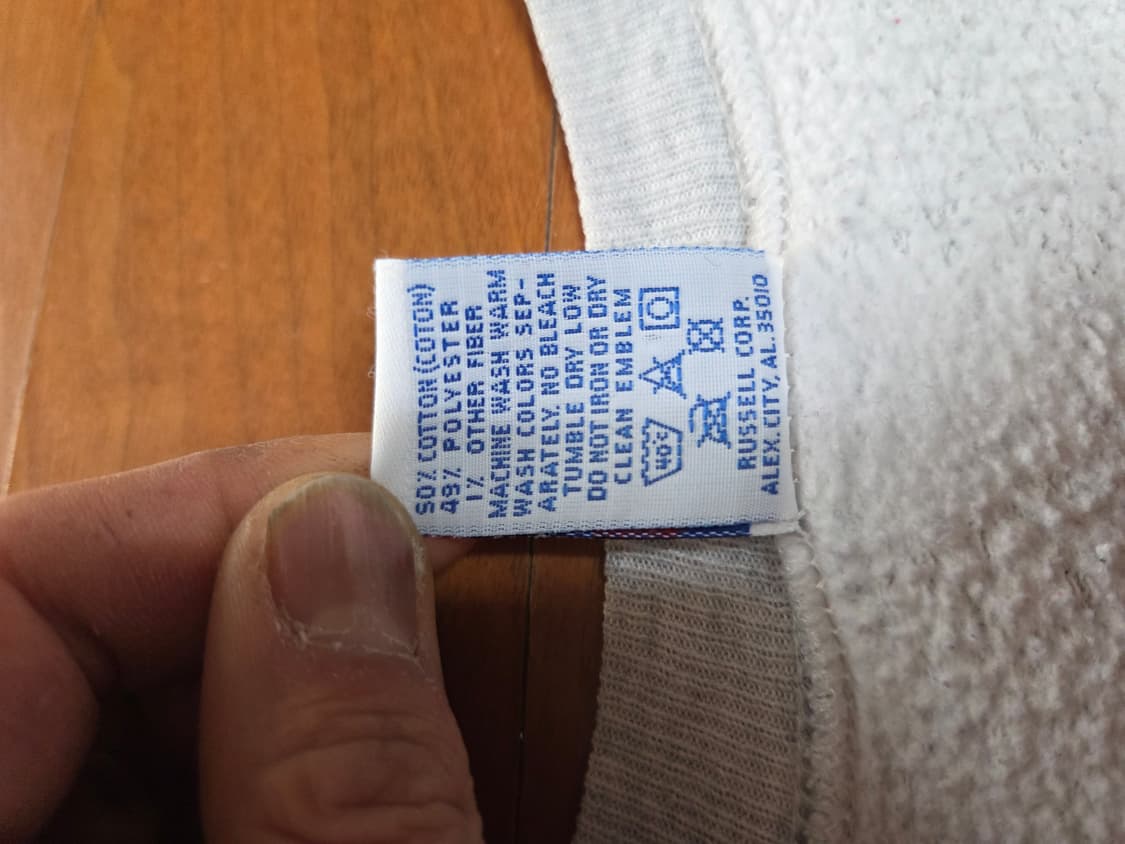 50% COTTON (COTON)
49% POLYESTER
1% OTHER FIBER
MACHINE WASH WARM
WASH COLORS SEP-
ARATELY. NO BLEACH
TUMBLE DRY LOW
DO NOT IRON OR DRY
CLEAN EMBLEM
40°C
RUSSELL CORP.
ALEX. CITY, AL. 35010